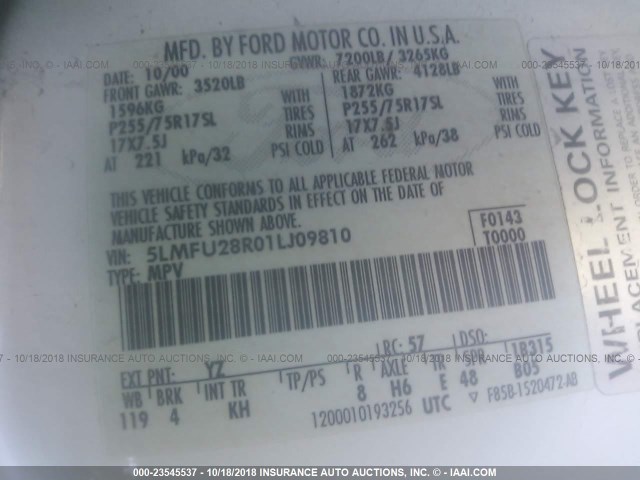 MFD. BY FORD MOTOR CO. IN U.S.A.
DATE: 10/00 GVWR: 7200LB/ 3265KG
FRONT GAWR: 3520LB REAR GAWR: 4128LB
1596KG WITH 1872KG WITH
P255/75R17SL TIRES P255/75R17SL TIRES
17X7.5J RIMS 17X7.5J RIMS
AT 221 kPa/32 PSI COLD AT 262 kPa/38 PSI COLD
THIS VEHICLE CONFORMS TO ALL APPLICABLE FEDERAL MOTOR
VEHICLE SAFETY STANDARDS IN EFFECT ON THE DATE OF
MANUFACTURE SHOWN ABOVE.
VIN: 5LMFU28R01LJ09810 F0143
TYPE: MPV T0000
RC: 57 DSO:
EXT PNT: YZ 1B315
WB BRK INT TR TP/PS R AXLE TR SPR B05
119 4 KH 8 H6 E 48
1200010193256 UTC F85B-1520472-AB
WHEEL LOCK KEY
000-23545537 - 10/18/2018 INSURANCE AUTO AUCTIONS INC. © - IAAI.COM